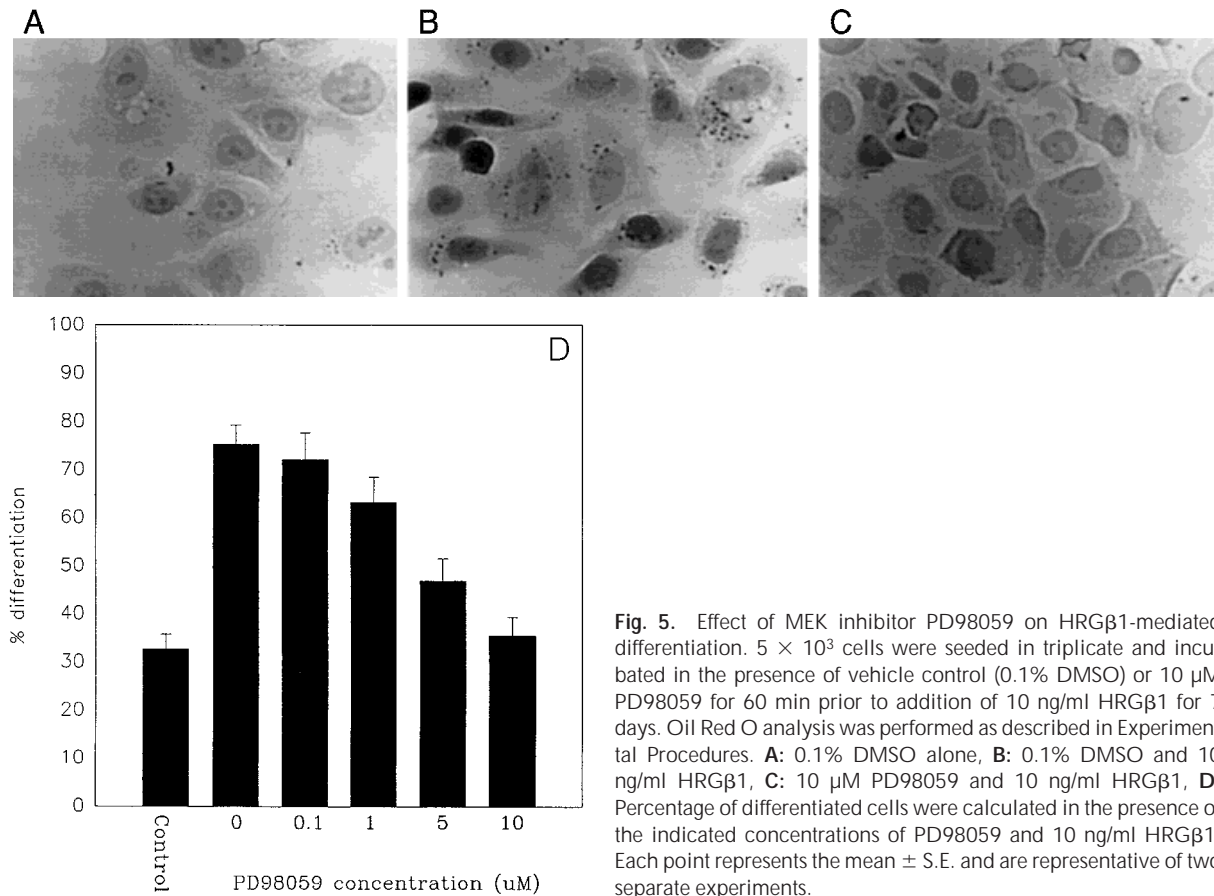 A
B
C
100
90
80
70
60
50
40
30
20
10
0
% differentiation
D
Control
0
0.1
1
5
10
PD98059 concentration (uM)
Fig. 5. Effect of MEK inhibitor PD98059 on HRGβ1-mediated
differentiation. 5 × 10³ cells were seeded in triplicate and incu
bated in the presence of vehicle control (0.1% DMSO) or 10 µM
PD98059 for 60 min prior to addition of 10 ng/ml HRGβ1 for 7
days. Oil Red O analysis was performed as described in Experimen
tal Procedures. A: 0.1% DMSO alone, B: 0.1% DMSO and 10
ng/ml HRGβ1, C: 10 µM PD98059 and 10 ng/ml HRGβ1, D
Percentage of differentiated cells were calculated in the presence o
the indicated concentrations of PD98059 and 10 ng/ml HRGβ1
Each point represents the mean ± S.E. and are representative of two
separate experiments.